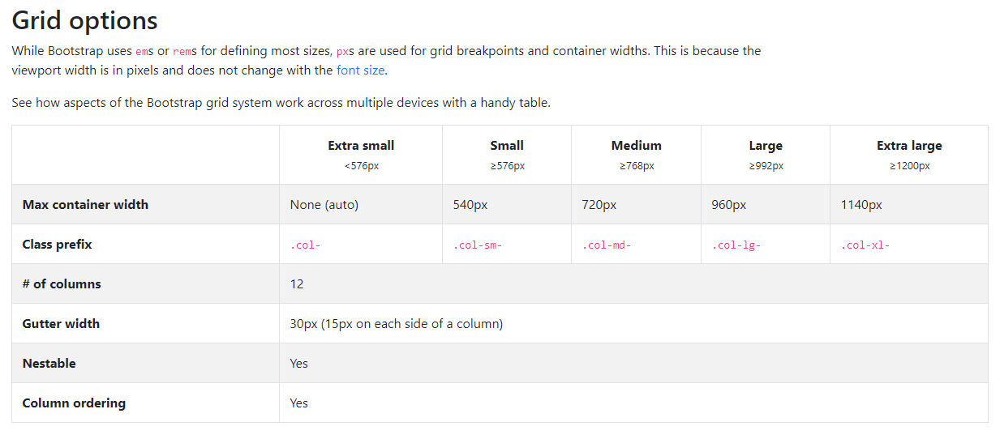 Grid options
While Bootstrap uses ems or rems for defining most sizes, pxs are used for grid breakpoints and container widths. This is because the
viewport width is in pixels and does not change with the font size.
See how aspects of the Bootstrap grid system work across multiple devices with a handy table.
Extra small Small Medium Large Extra large
<576px ≥576px ≥768px ≥992px ≥1200px
Max container width None (auto) 540px 720px 960px 1140px
Class prefix .col- .col-sm- .col-md- .col-lg- .col-xl-
# of columns 12
Gutter width 30px (15px on each side of a column)
Nestable Yes
Column ordering Yes